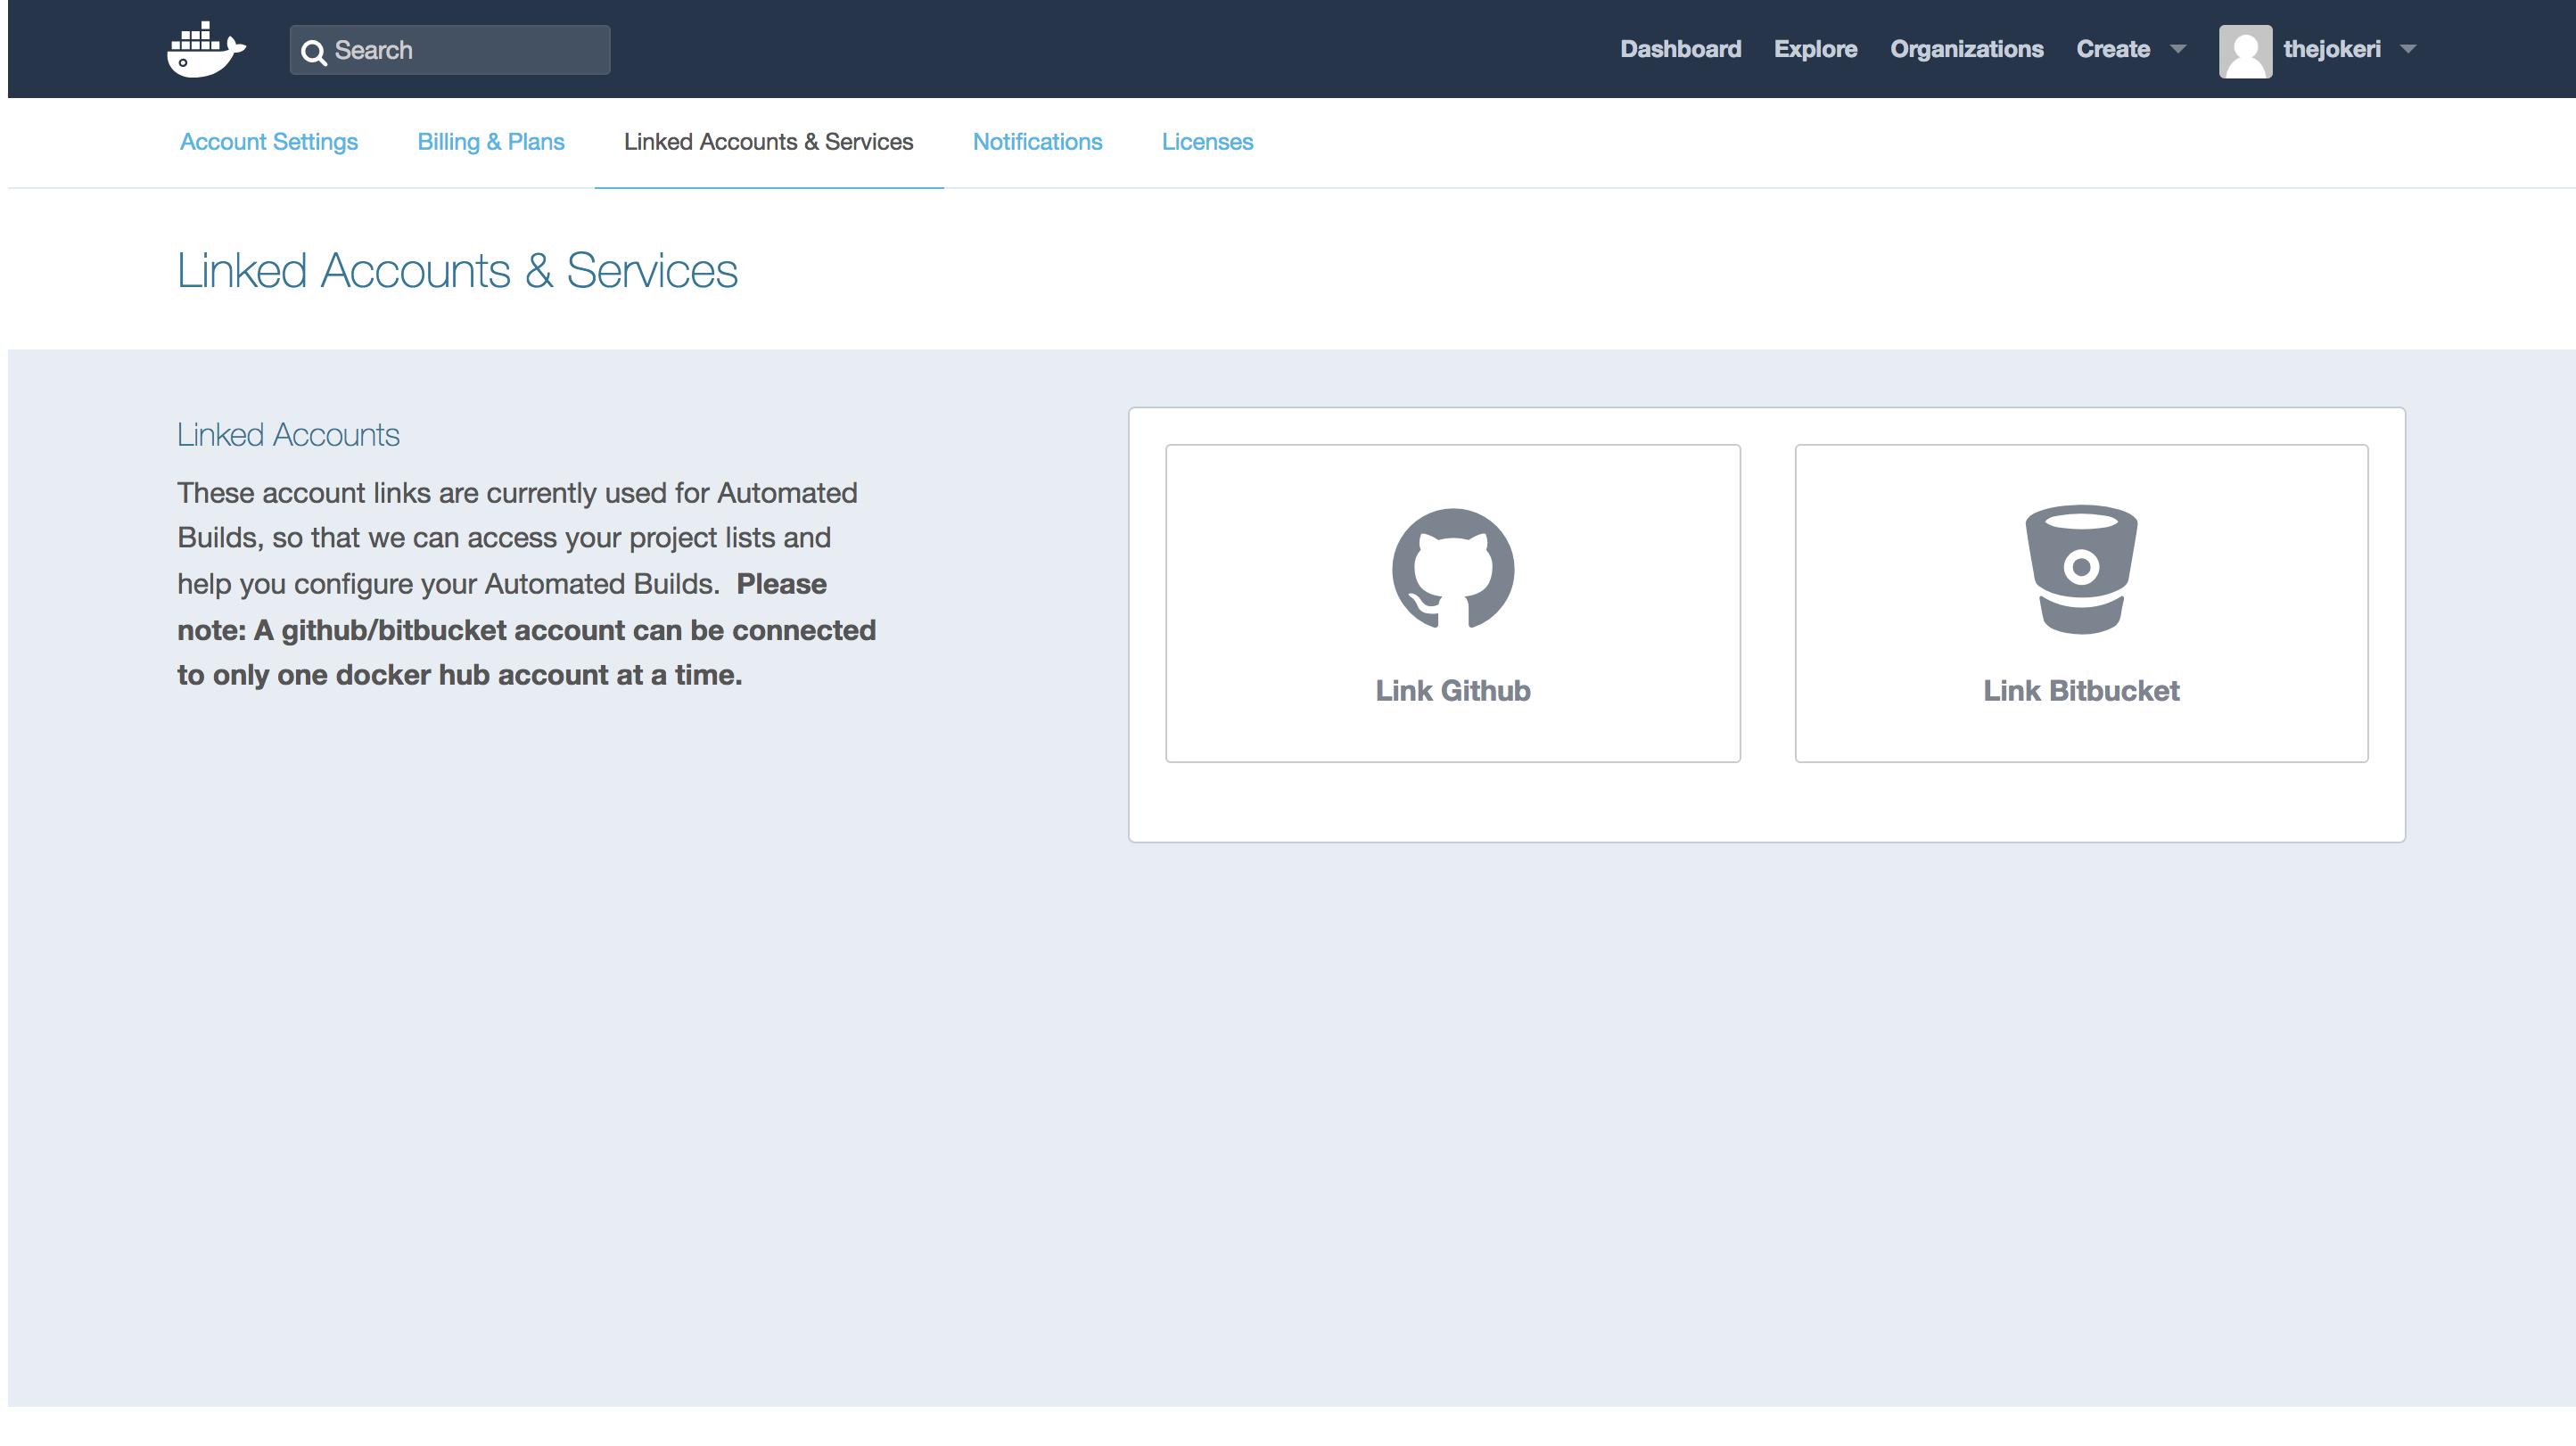 Search
Dashboard Explore Organizations Create thejokeri
Account Settings Billing & Plans Linked Accounts & Services Notifications Licenses
Linked Accounts & Services
Linked Accounts
These account links are currently used for Automated
Builds, so that we can access your project lists and
help you configure your Automated Builds. Please
note: A github/bitbucket account can be connected
to only one docker hub account at a time.
Link Github
Link Bitbucket